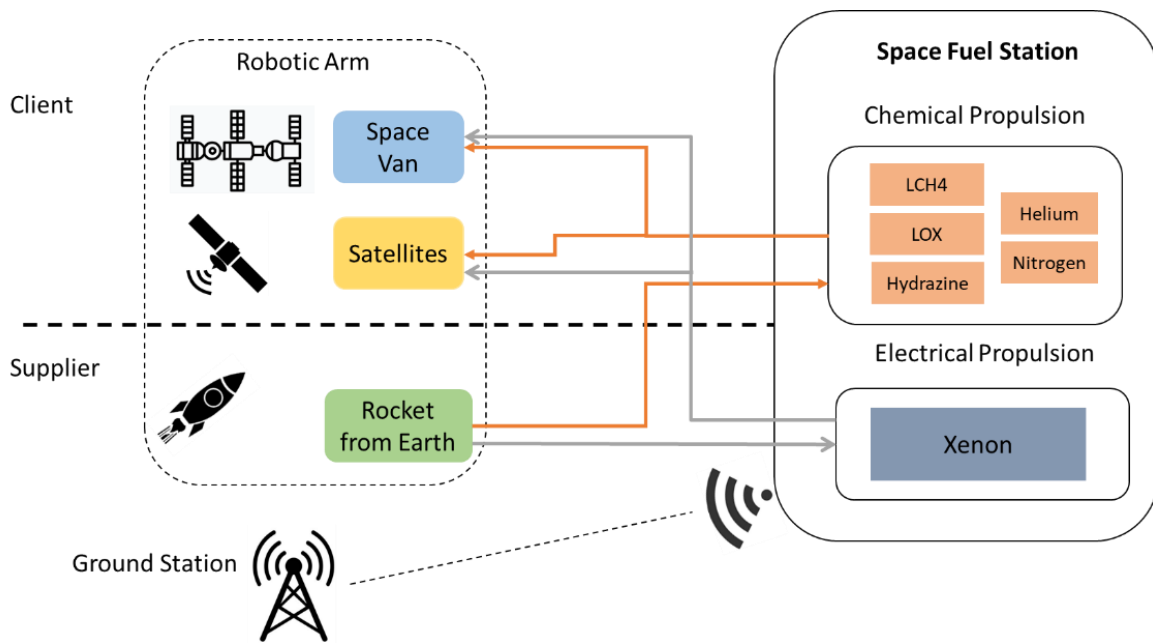 Robotic Arm
Client
Space
Van
Satellites
Supplier
Rocket
from Earth
Ground Station
Space Fuel Station
Chemical Propulsion
LCH4
LOX
Hydrazine
Helium
Nitrogen
Electrical Propulsion
Xenon